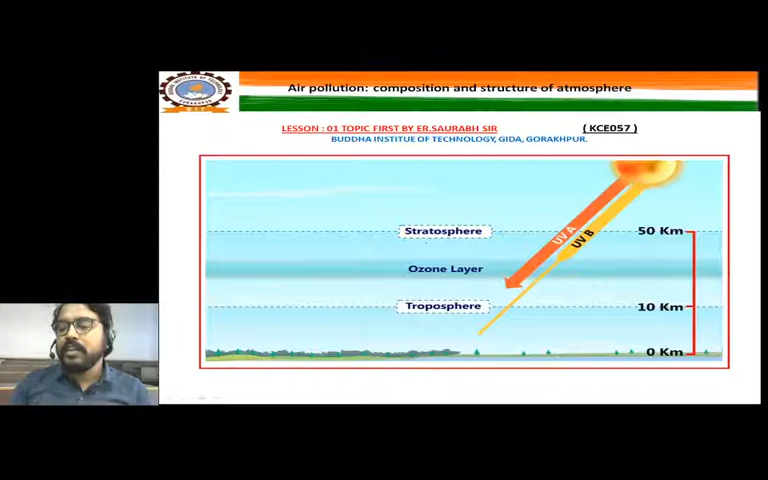 Air pollution: composition and structure of atmosphere
LESSON : 01 TOPIC FIRST BY ER.SAURABH SIR ( KCE057 )
BUDDHA INSTITUE OF TECHNOLOGY, GIDA, GORAKHPUR.
Stratosphere
50 Km
UV A
UV B
Ozone Layer
Troposphere
10 Km
0 Km